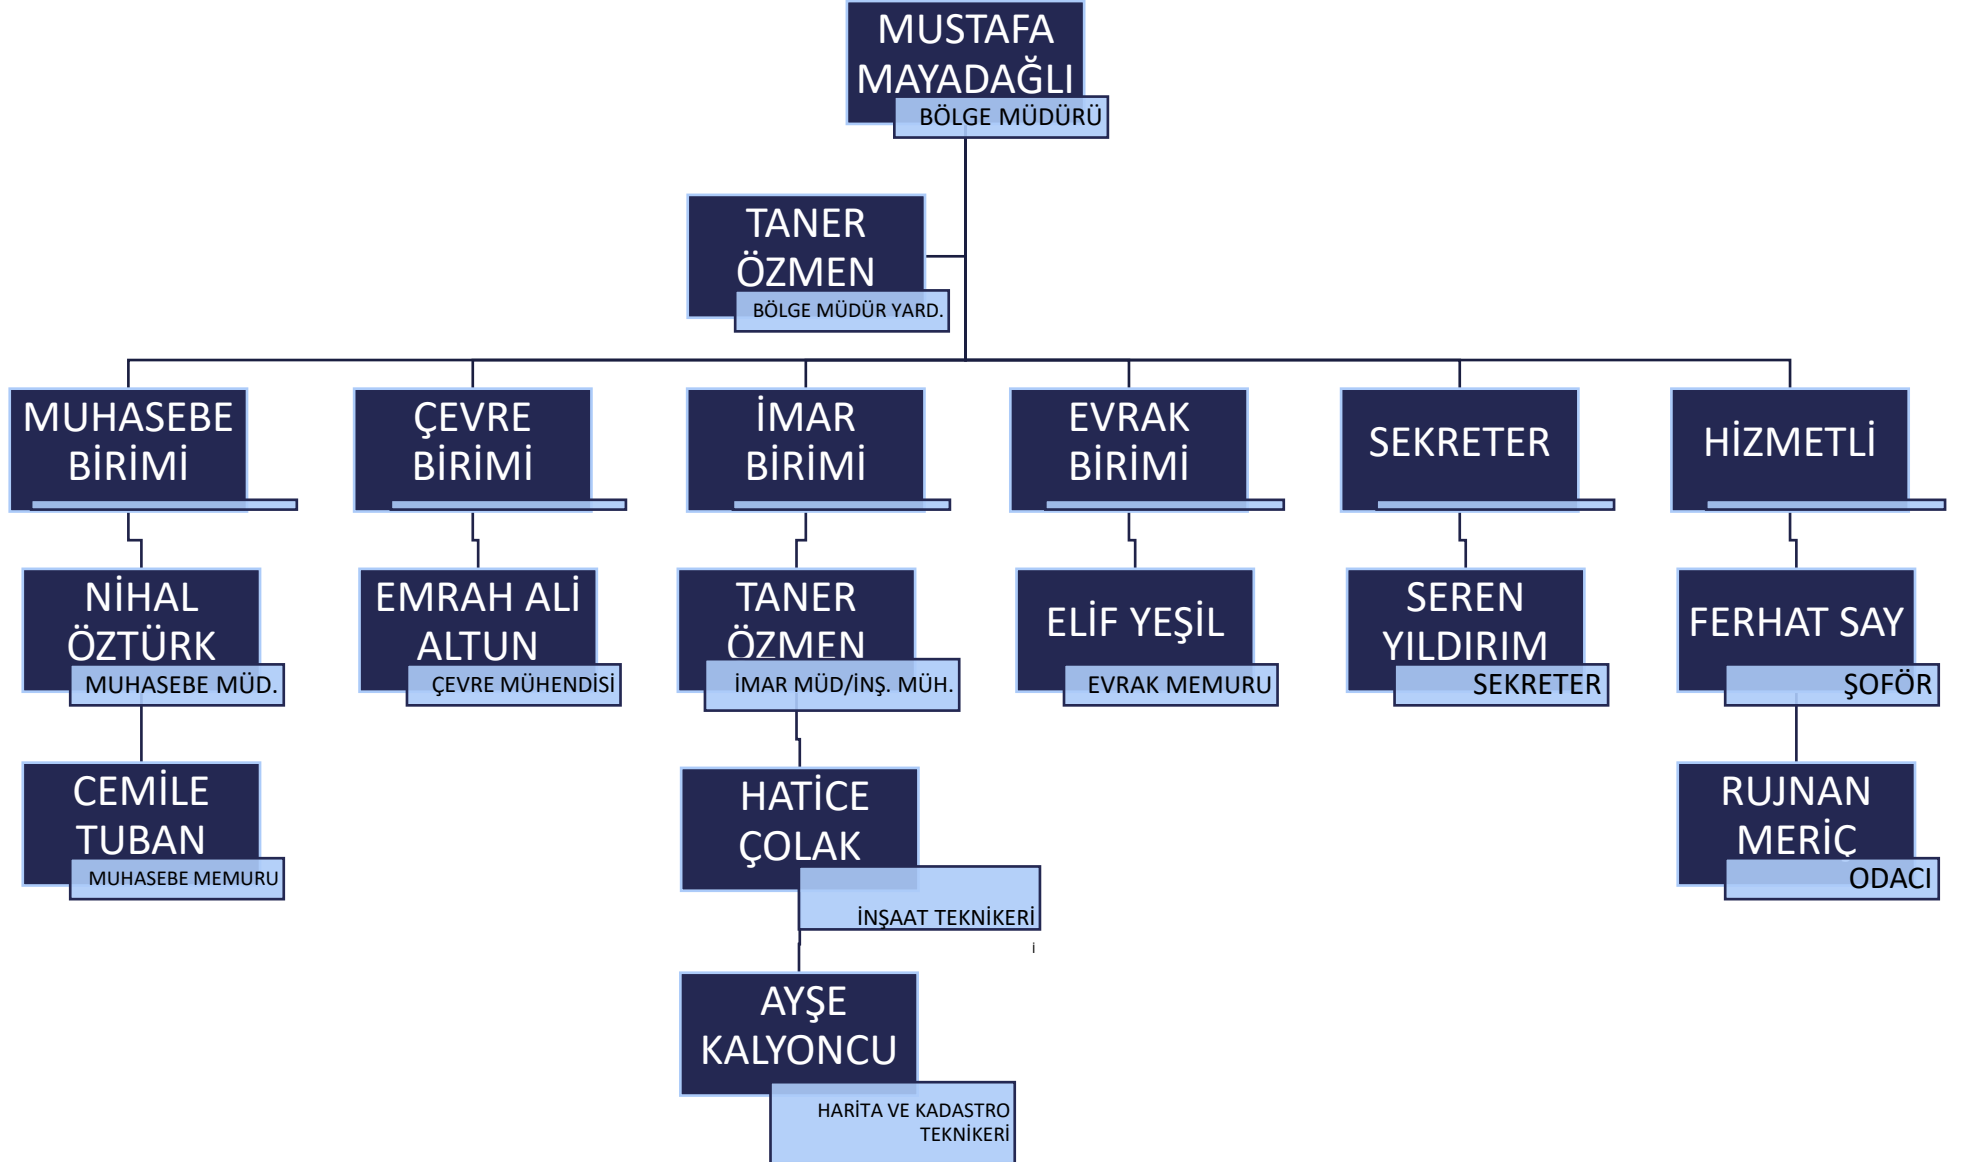 MUSTAFA
MAYADAĞLI
BÖLGE MÜDÜRÜ
TANER
ÖZMEN
BÖLGE MÜDÜR YARD.
MUHASEBE
BİRİMİ
ÇEVRE
BİRİMİ
İMAR
BİRİMİ
EVRAK
BİRİMİ
SEKRETER
HİZMETLİ
NİHAL
ÖZTÜRK
MUHASEBE MÜD.
EMRAH ALİ
ALTUN
ÇEVRE MÜHENDİSİ
TANER
ÖZMEN
İMAR MÜD/İNŞ. MÜH.
ELİF YEŞİL
EVRAK MEMURU
SEREN
YILDIRIM
SEKRETER
FERHAT SAY
ŞOFÖR
CEMİLE
TUBAN
MUHASEBE MEMURU
HATİCE
ÇOLAK
İNŞAAT TEKNİKERİ
i
RUJNAN
MERİÇ
ODACI
AYŞE
KALYONCU
HARİTA VE KADASTRO
TEKNİKERİ